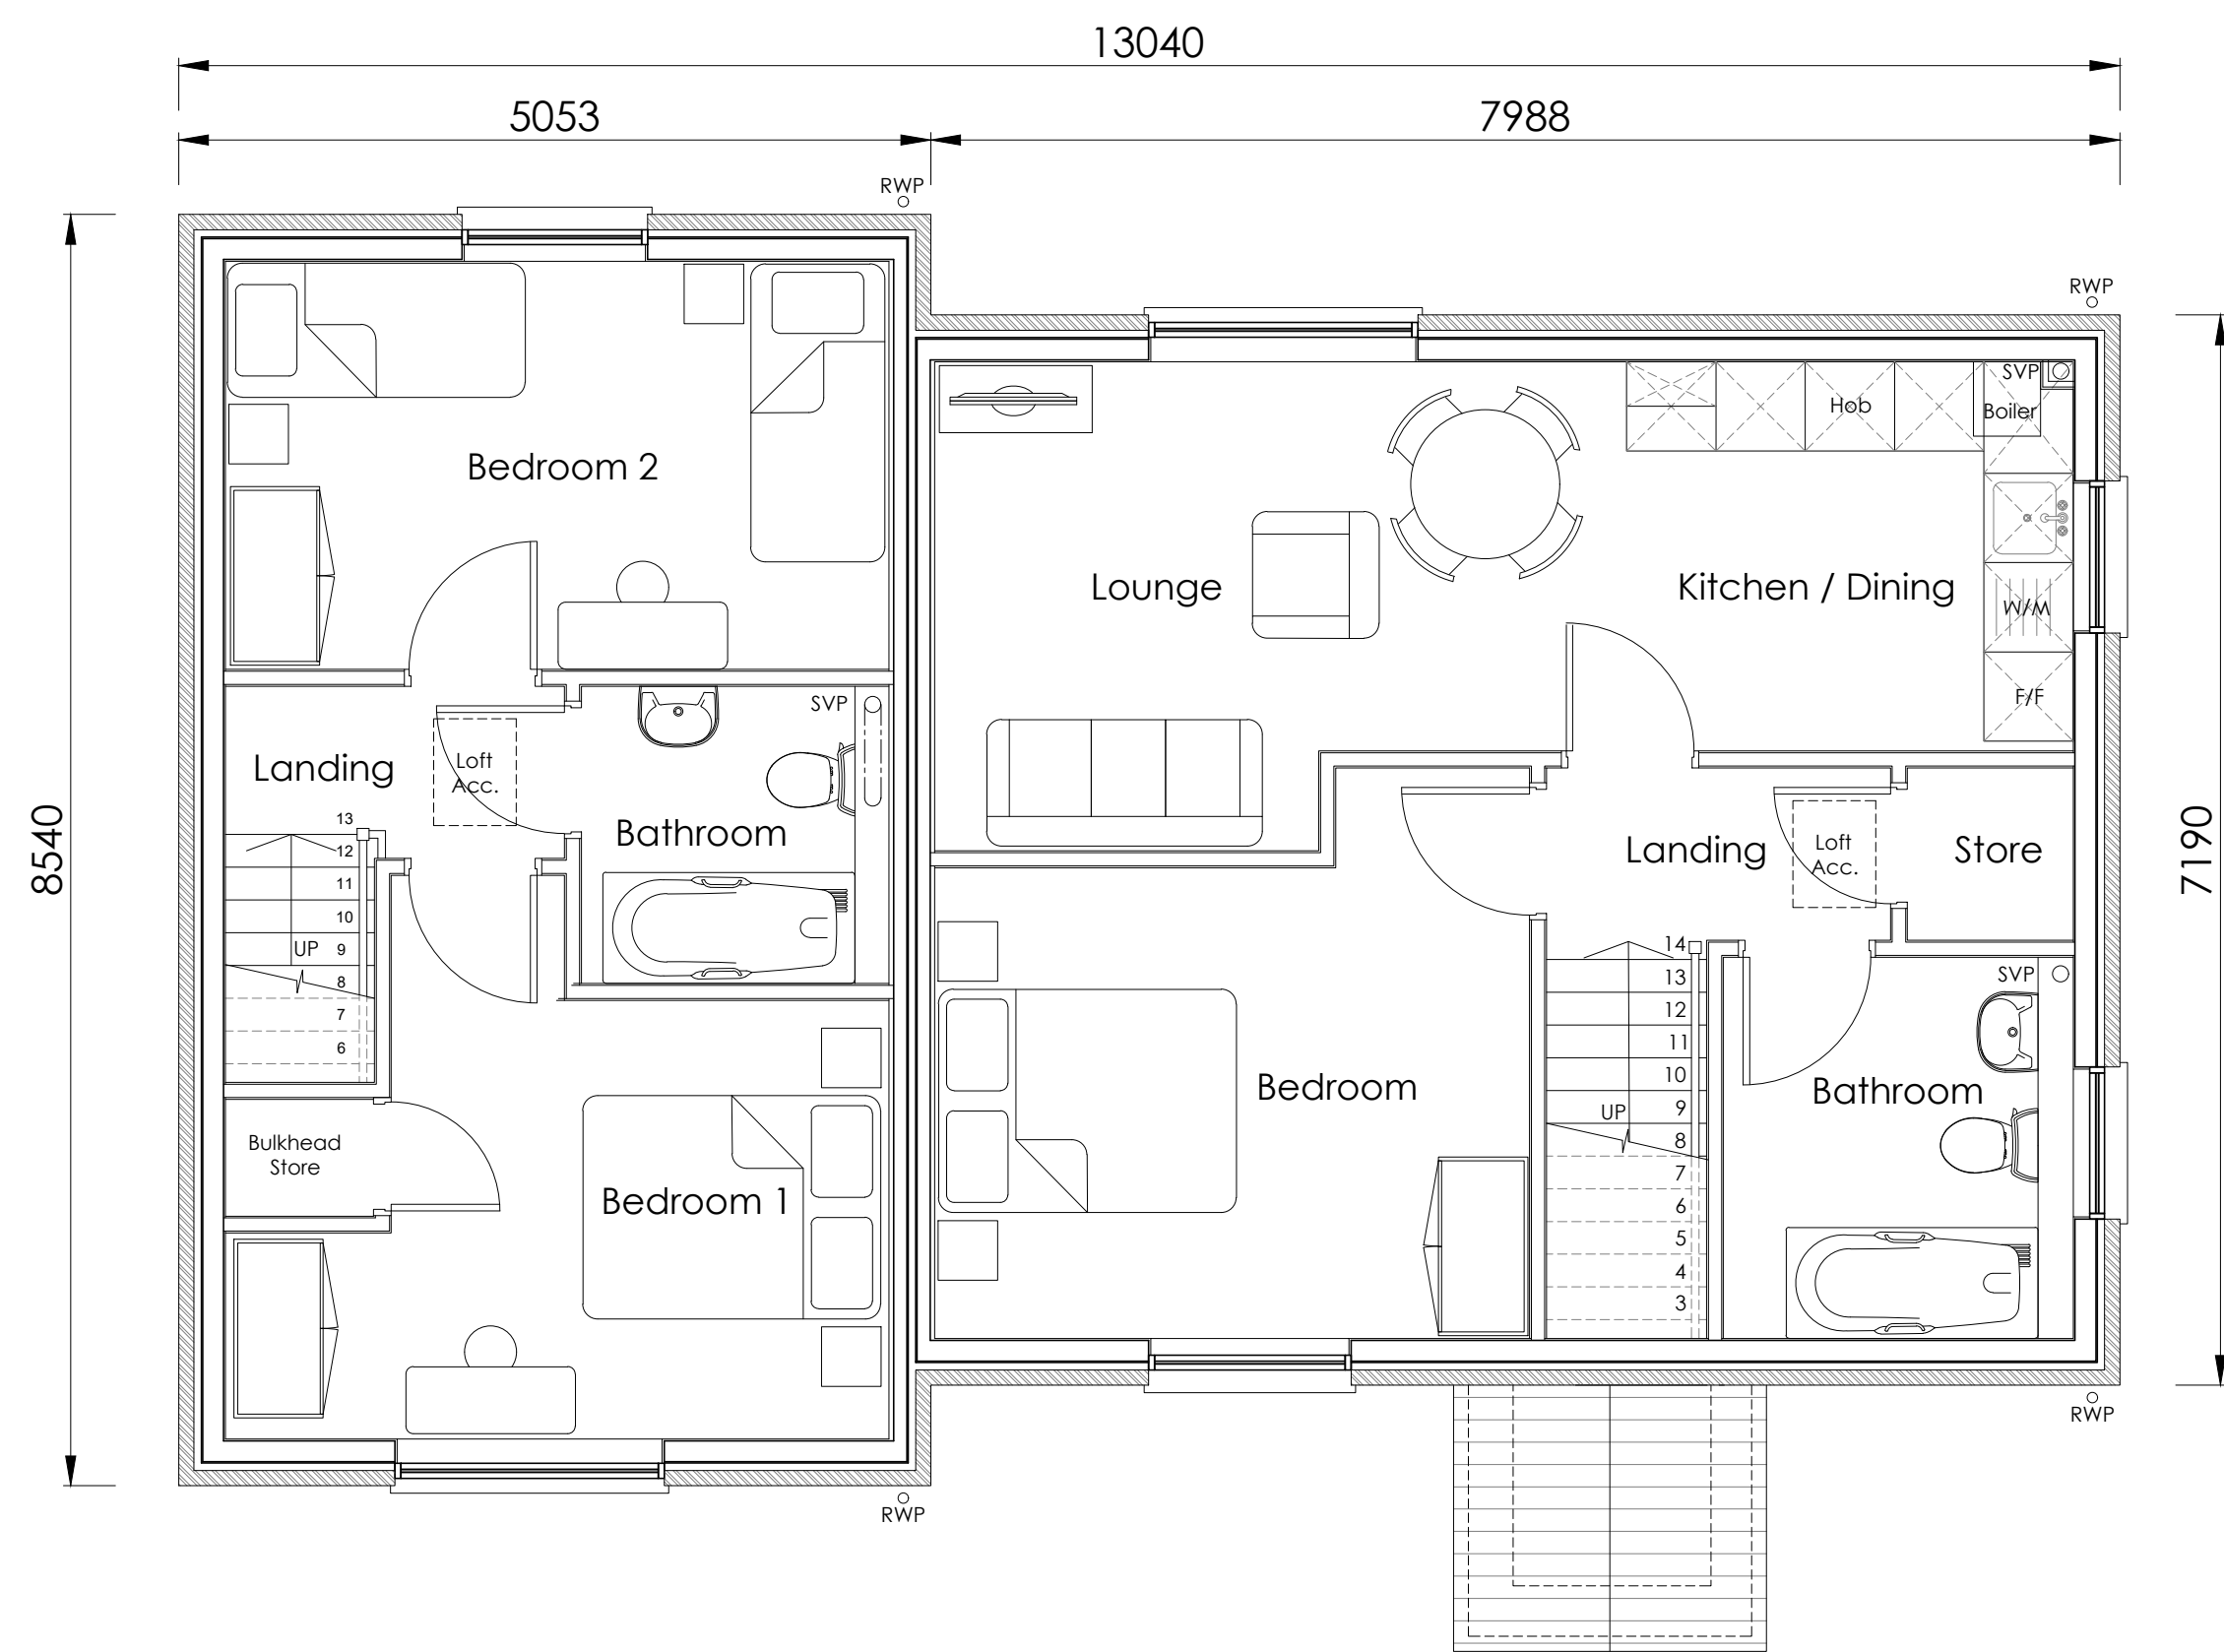 13040
5053
7988
RWP
RWP
8540
7190
Bedroom 2
SVP
Hob
Boiler
Lounge
Kitchen / Dining
W/M
F/F
SVP
Landing
Loft
Acc.
Bathroom
Landing
Loft
Acc.
Store
13
12
11
10
UP 9
8
7
6
14
13
12
11
10
UP 9
8
7
6
5
4
3
SVP
Bedroom
Bathroom
Bulkhead
Store
Bedroom 1
RWP
RWP